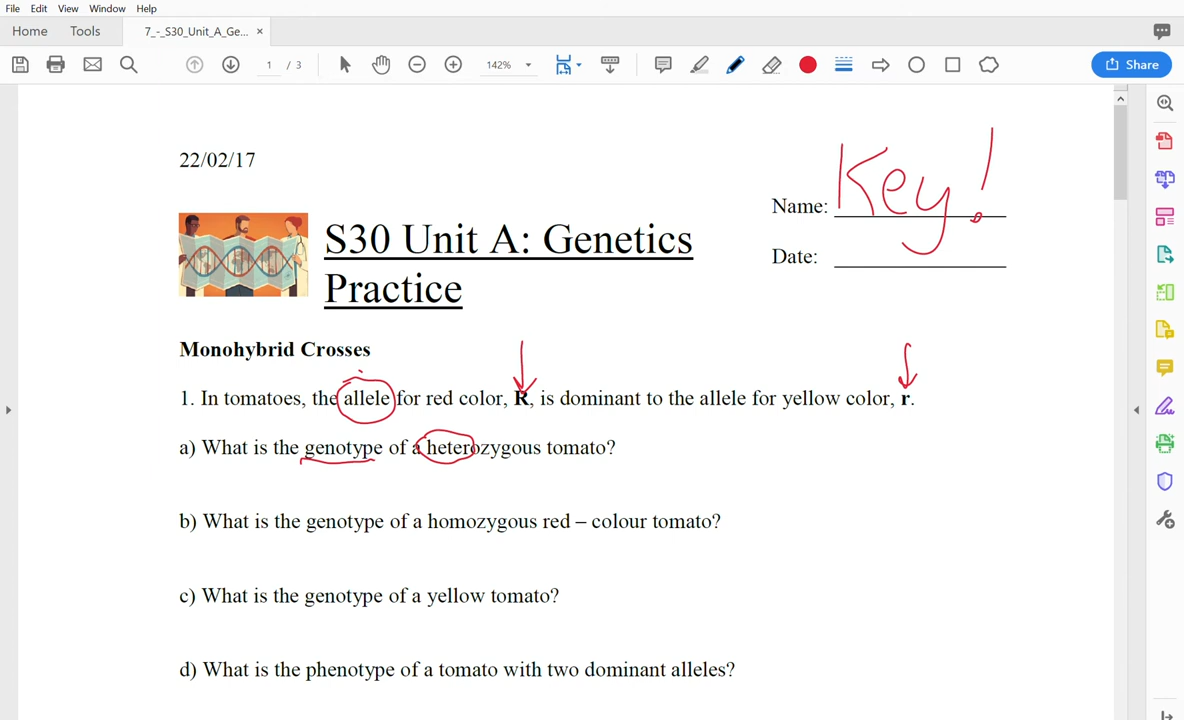 File Edit View Window Help
Home Tools 7_-_S30_Unit_A_Ge... ×
1 / 3 142% Share
22/02/17
Name: Key!
S30 Unit A: Genetics
Practice
Date:
Monohybrid Crosses
1. In tomatoes, the allele for red color, R, is dominant to the allele for yellow color, r.
a) What is the genotype of a heterozygous tomato?
b) What is the genotype of a homozygous red – colour tomato?
c) What is the genotype of a yellow tomato?
d) What is the phenotype of a tomato with two dominant alleles?